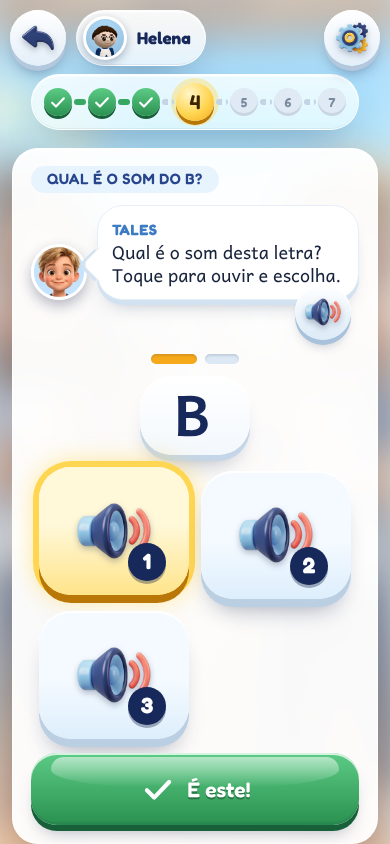 Helena
4
5
6
7
QUAL É O SOM DO B?
TALES
Qual é o som desta letra?
Toque para ouvir e escolha.
B
1
2
3
É este!